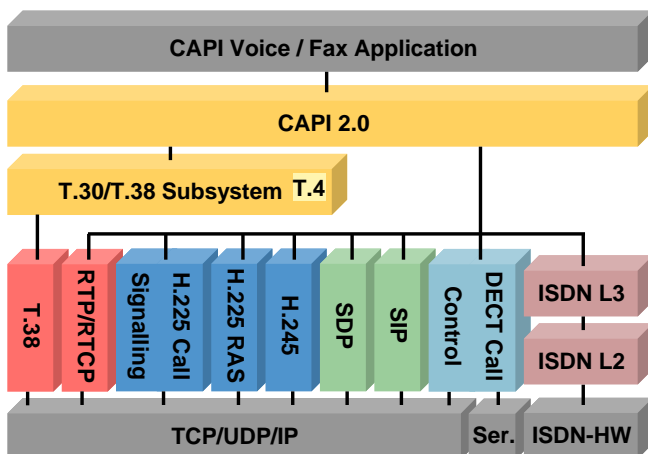 CAPI Voice / Fax Application
CAPI 2.0
T.30/T.38 Subsystem T.4
T.38
RTP/RTCP
H.225 Call
Signalling
H.225 RAS
H.245
SDP
SIP
DECT Call
Control
ISDN L3
ISDN L2
TCP/UDP/IP
Ser.
ISDN-HW